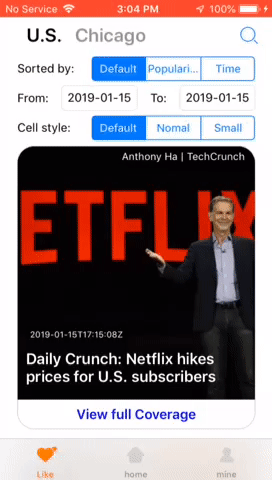 No Service 3:04 PM 100%
U.S. Chicago
Sorted by: Default Populari... Time
From: 2019-01-15 To: 2019-01-15
Cell style: Default Nomal Small
Anthony Ha | TechCrunch
ETFLIX
2019-01-15T17:15:08Z
Daily Crunch: Netflix hikes
prices for U.S. subscribers
View full Coverage
Like home mine